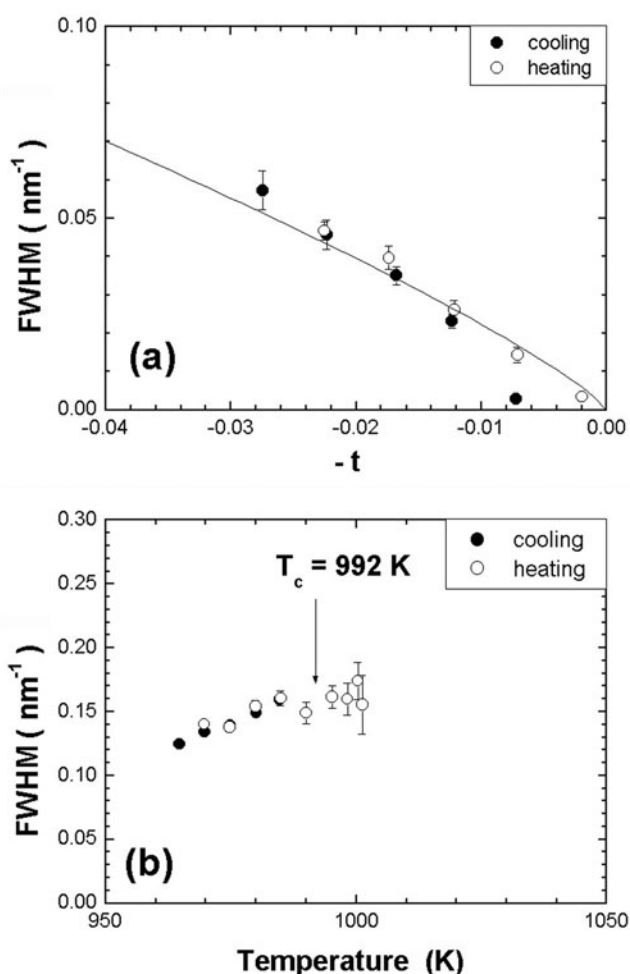 0.10
cooling
heating
FWHM ( nm-1)
0.05
(a)
0.00
-0.04
-0.03
-0.02
-0.01
0.00
- t
0.30
cooling
heating
0.25
Tc = 992 K
0.20
FWHM ( nm-1)
0.15
0.10
0.05
(b)
0.00
950
1000
1050
Temperature (K)